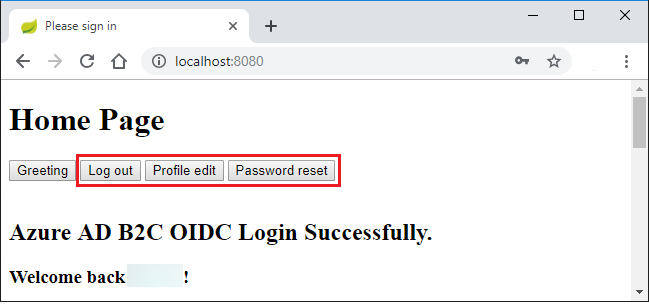 Please sign in
localhost:8080
Home Page
Greeting Log out Profile edit Password reset
Azure AD B2C OIDC Login Successfully.
Welcome back !